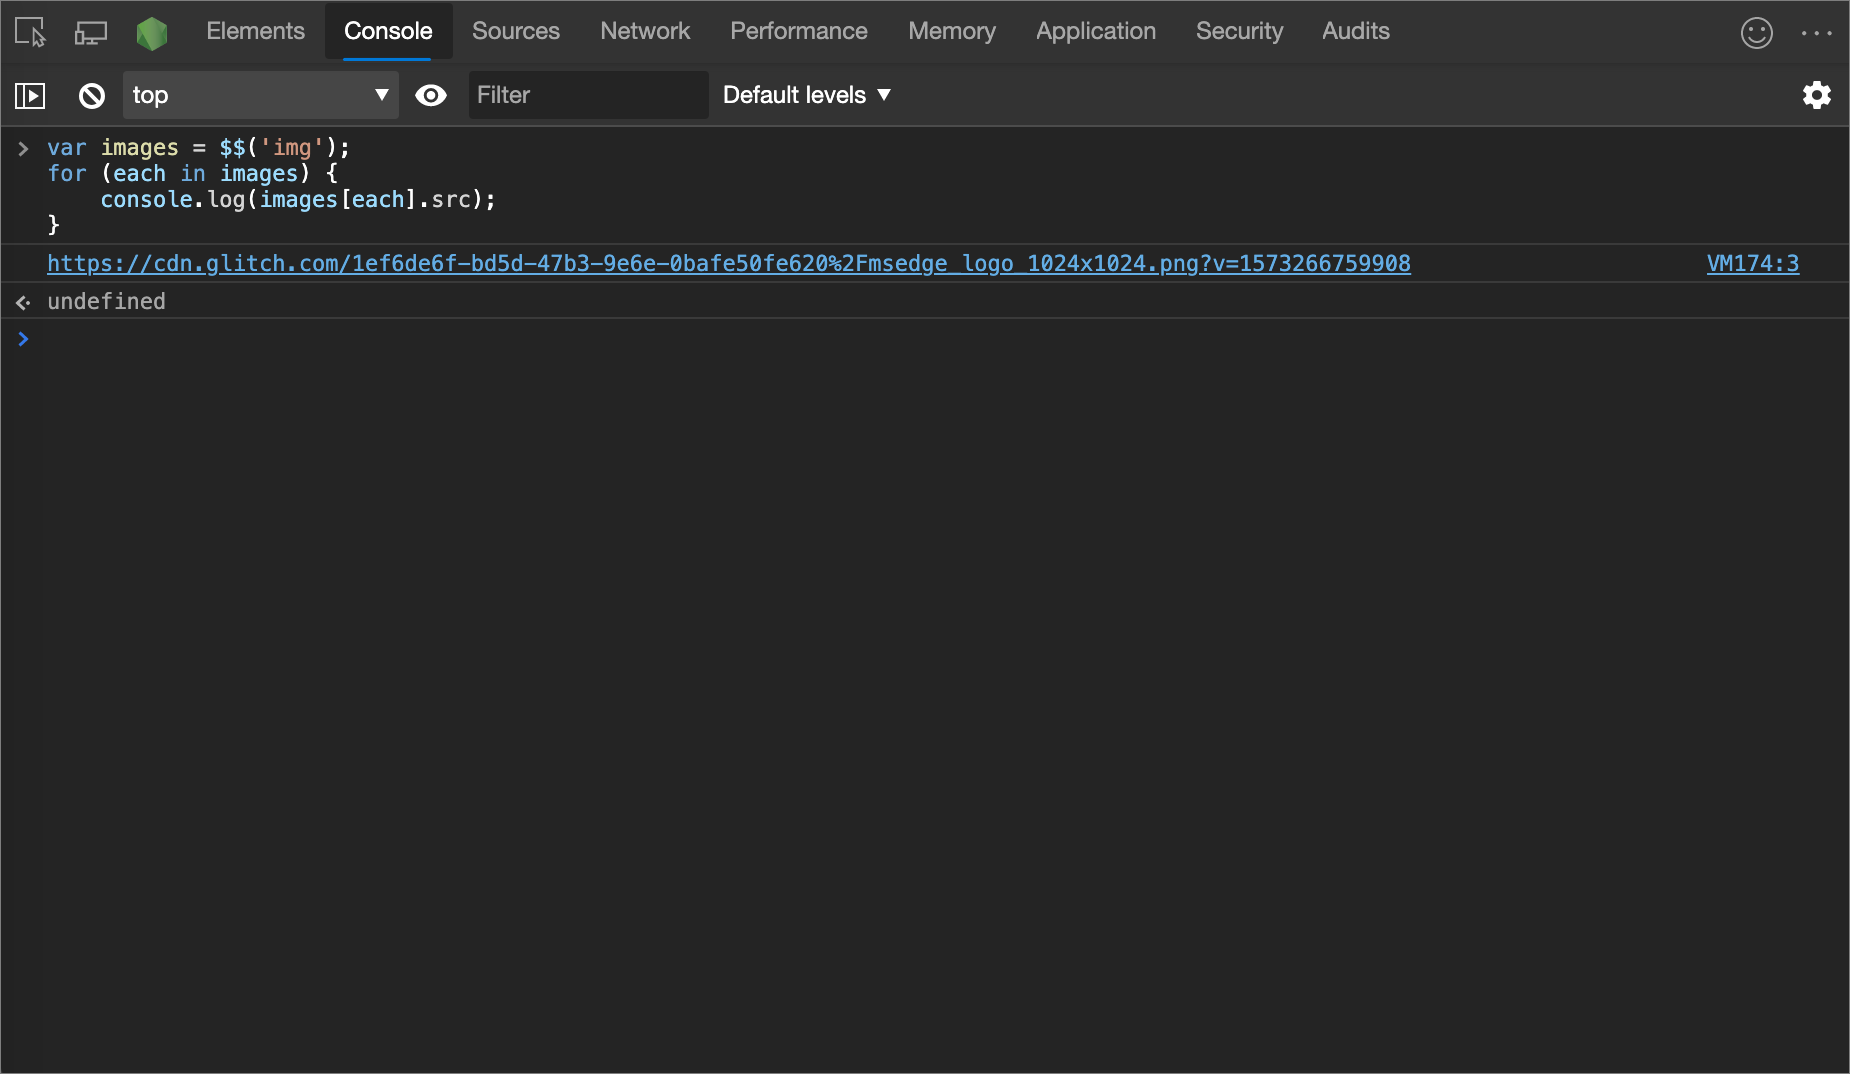 Elements Console Sources Network Performance Memory Application Security Audits
top Filter Default levels
var images = $$('img');
for (each in images) {
    console.log(images[each].src);
}
https://cdn.glitch.com/1ef6de6f-bd5d-47b3-9e6e-0bafe50fe620%2Fmsedge_logo_1024x1024.png?v=1573266759908 VM174:3
undefined